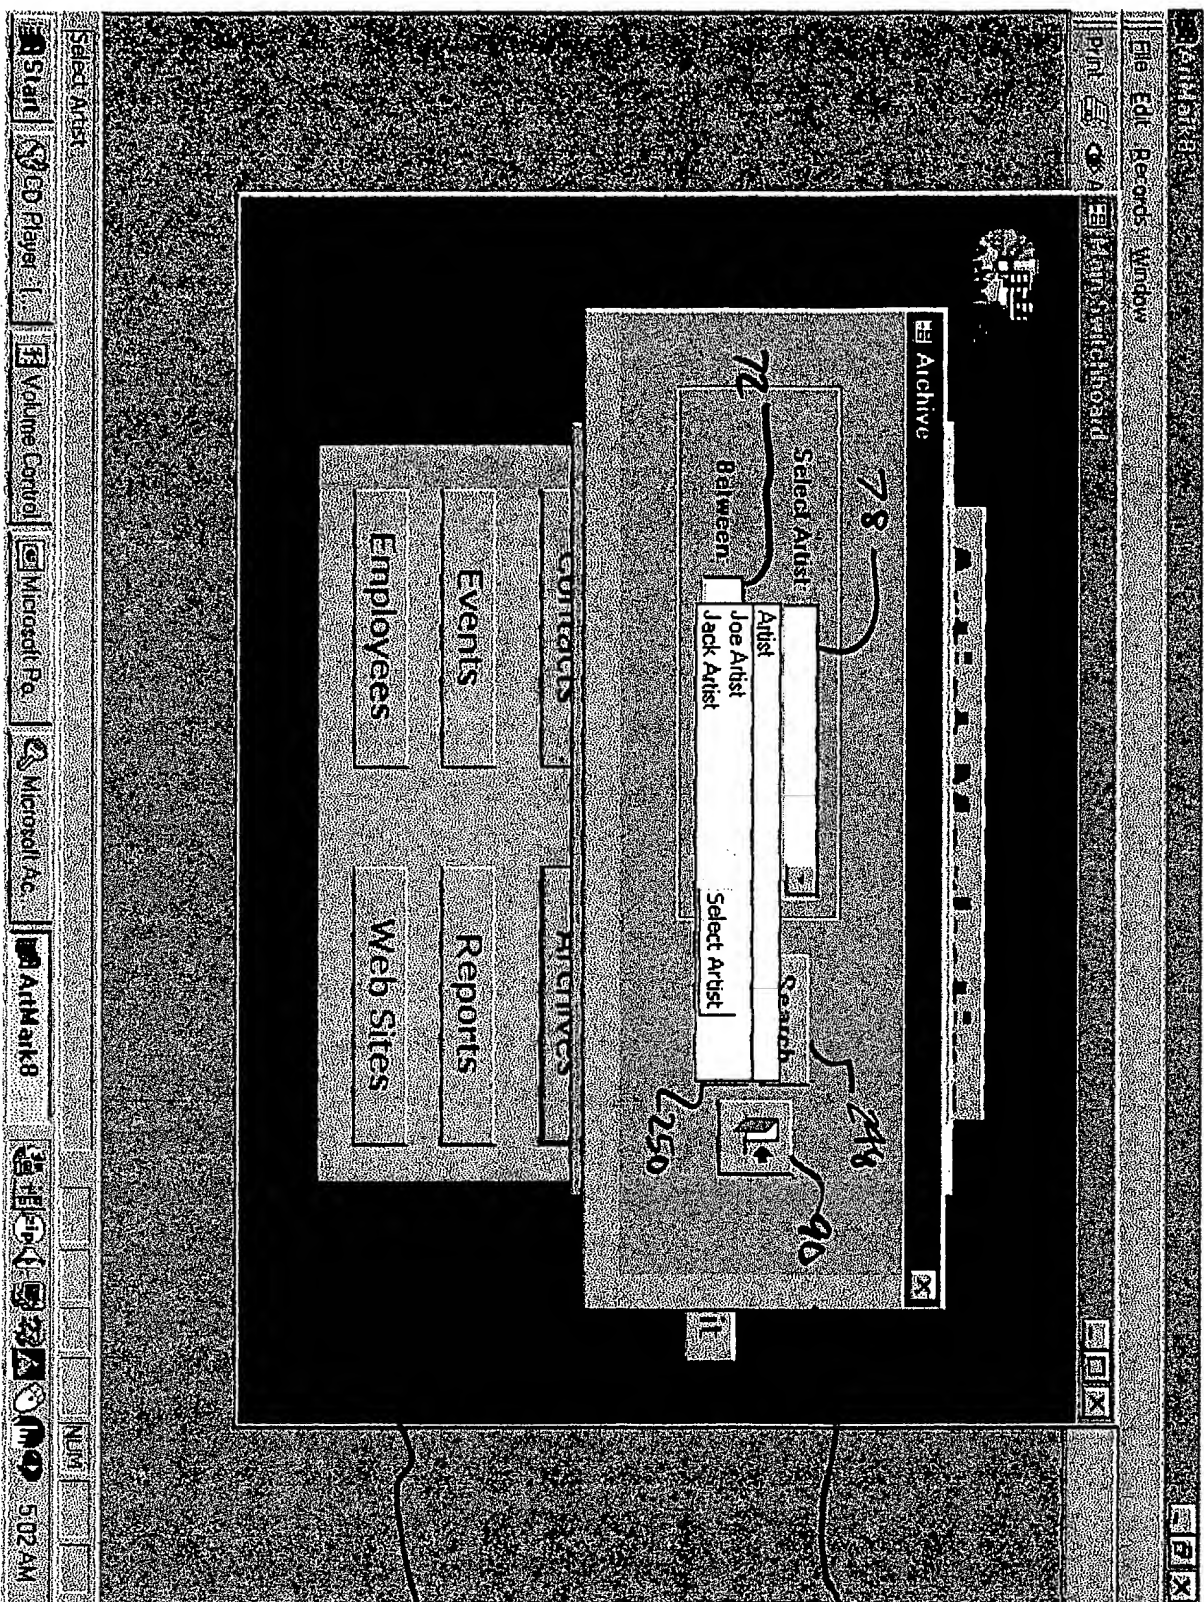 File Edit Records Window
Print
Main Switchboard
Archive
78
Select Artist:
72
Between:
Artist
Joe Artist
Jack Artist
Select Artist
Search
248
90
250
it
Contacts
Archives
Events
Reports
Employees
Web Sites
Select Artist
NUM
Start
CD Player - [...
Volume Control
Microsoft Po...
Microsoft Ac...
ArtMark8
5:02 AM